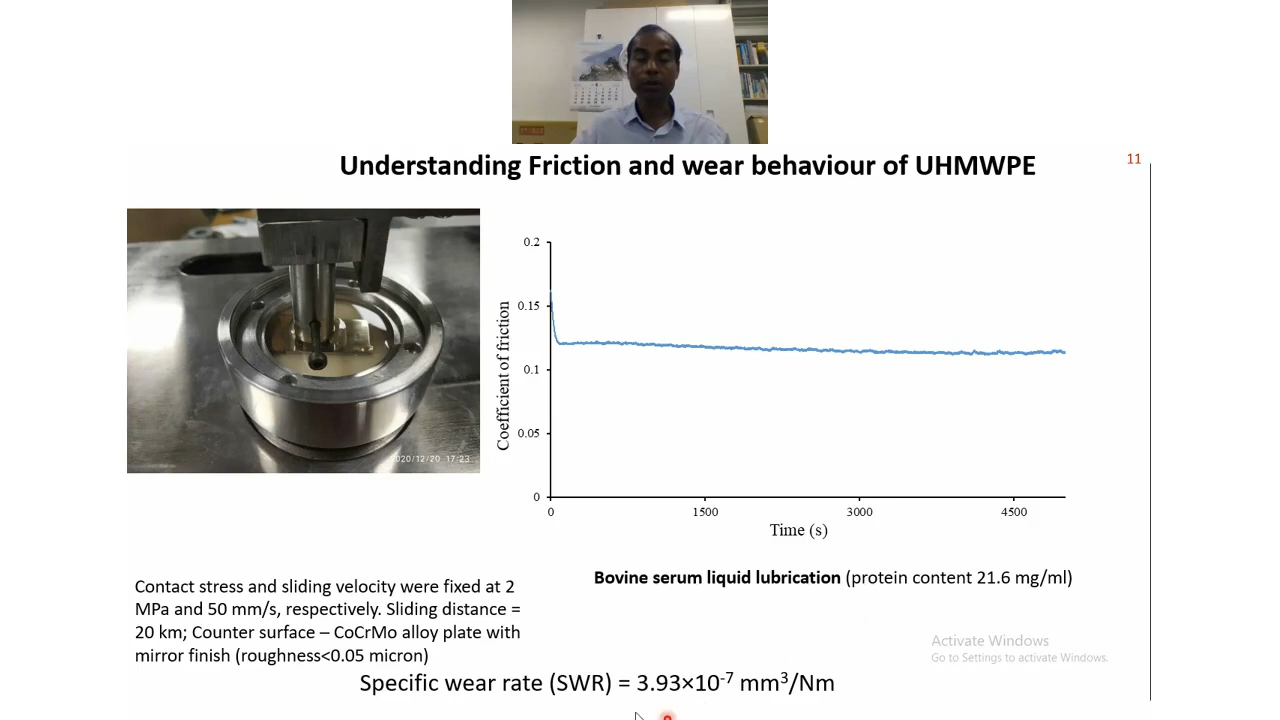 Understanding Friction and wear behaviour of UHMWPE
11
2020/12/20 17:23
0.2
0.15
0.1
0.05
0
Coefficient of friction
0
1500
3000
4500
Time (s)
Bovine serum liquid lubrication (protein content 21.6 mg/ml)
Contact stress and sliding velocity were fixed at 2
MPa and 50 mm/s, respectively. Sliding distance =
20 km; Counter surface – CoCrMo alloy plate with
mirror finish (roughness<0.05 micron)
Activate Windows
Go to Settings to activate Windows.
Specific wear rate (SWR) = 3.93×10⁻⁷ mm³/Nm